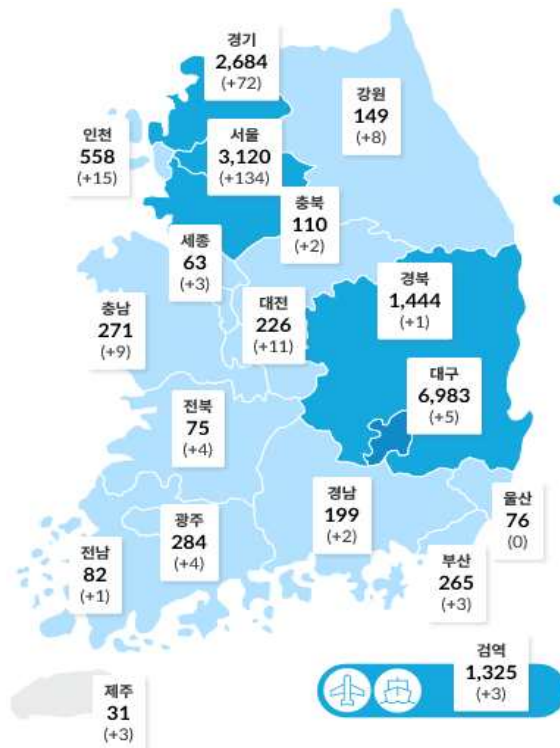 경기
2,684
(+72)
강원
149
(+8)
인천
558
(+15)
서울
3,120
(+134)
충북
110
(+2)
세종
63
(+3)
경북
1,444
(+1)
대전
226
(+11)
충남
271
(+9)
대구
6,983
(+5)
전북
75
(+4)
경남
199
(+2)
울산
76
(0)
광주
284
(+4)
전남
82
(+1)
부산
265
(+3)
검역
1,325
(+3)
제주
31
(+3)